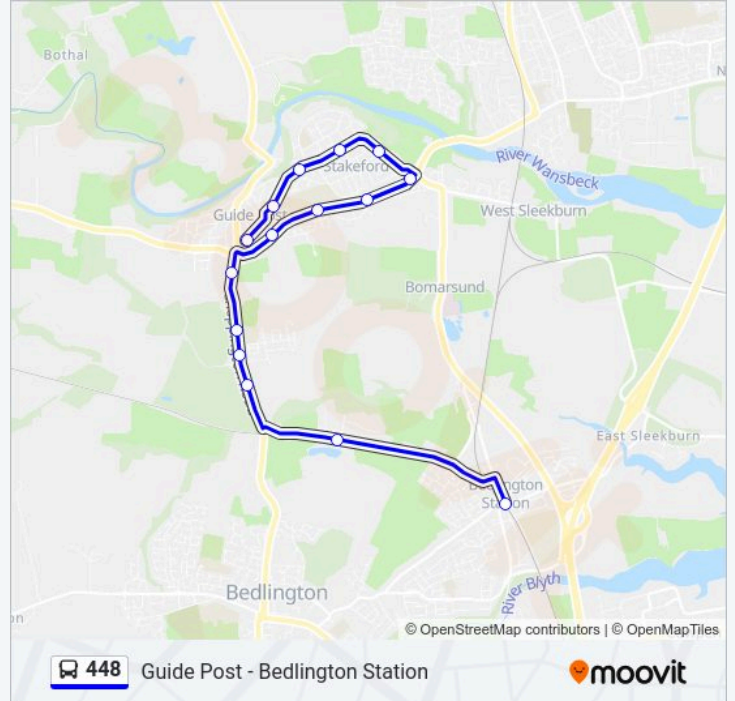 Bothal
N
River Wansbeck
Stakeford
Guide Post
West Sleekburn
Bomarsund
East Sleekburn
Bedlington
Station
Bedlington
River Blyth
on
© OpenStreetMap contributors | © OpenMapTiles
448 Guide Post - Bedlington Station
moovit